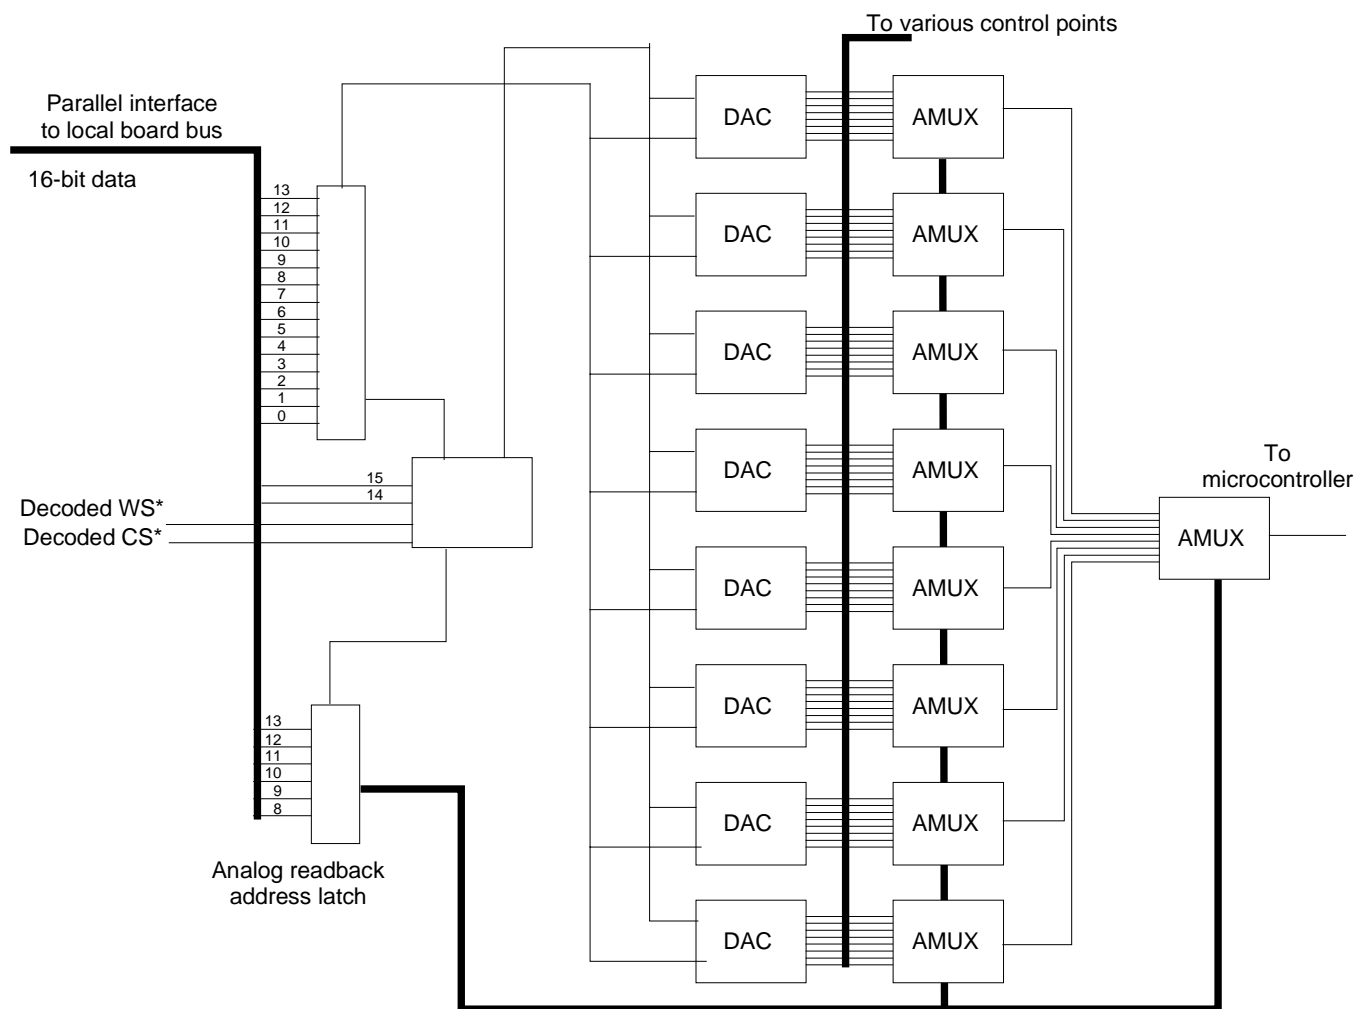 To various control points
Parallel interface
to local board bus
16-bit data
13
12
11
10
9
8
7
6
5
4
3
2
1
0
15
14
Decoded WS*
Decoded CS*
13
12
11
10
9
8
Analog readback
address latch
DAC
AMUX
DAC
AMUX
DAC
AMUX
DAC
AMUX
DAC
AMUX
DAC
AMUX
DAC
AMUX
DAC
AMUX
To
microcontroller
AMUX